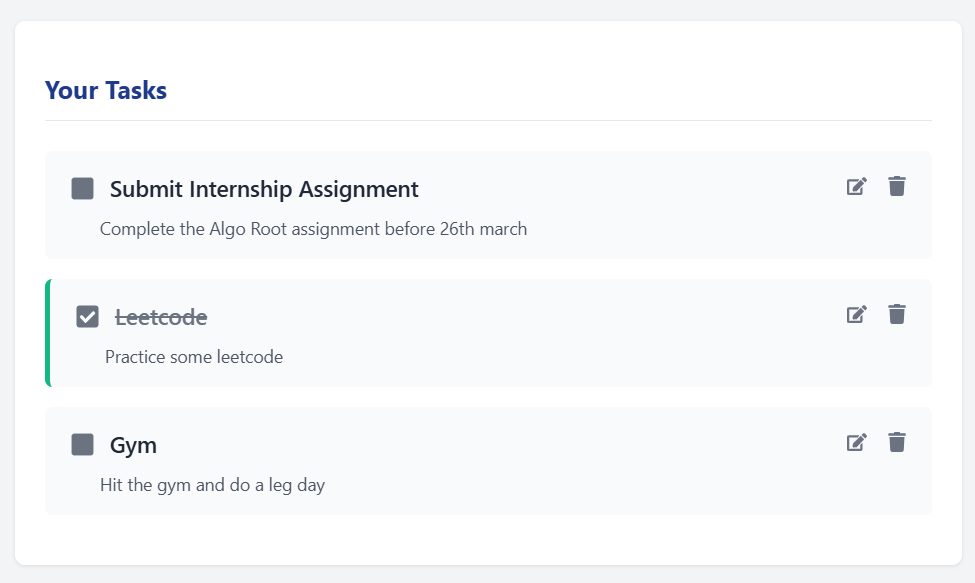 Your Tasks
Submit Internship Assignment
Complete the Algo Root assignment before 26th march
Leetcode
Practice some leetcode
Gym
Hit the gym and do a leg day